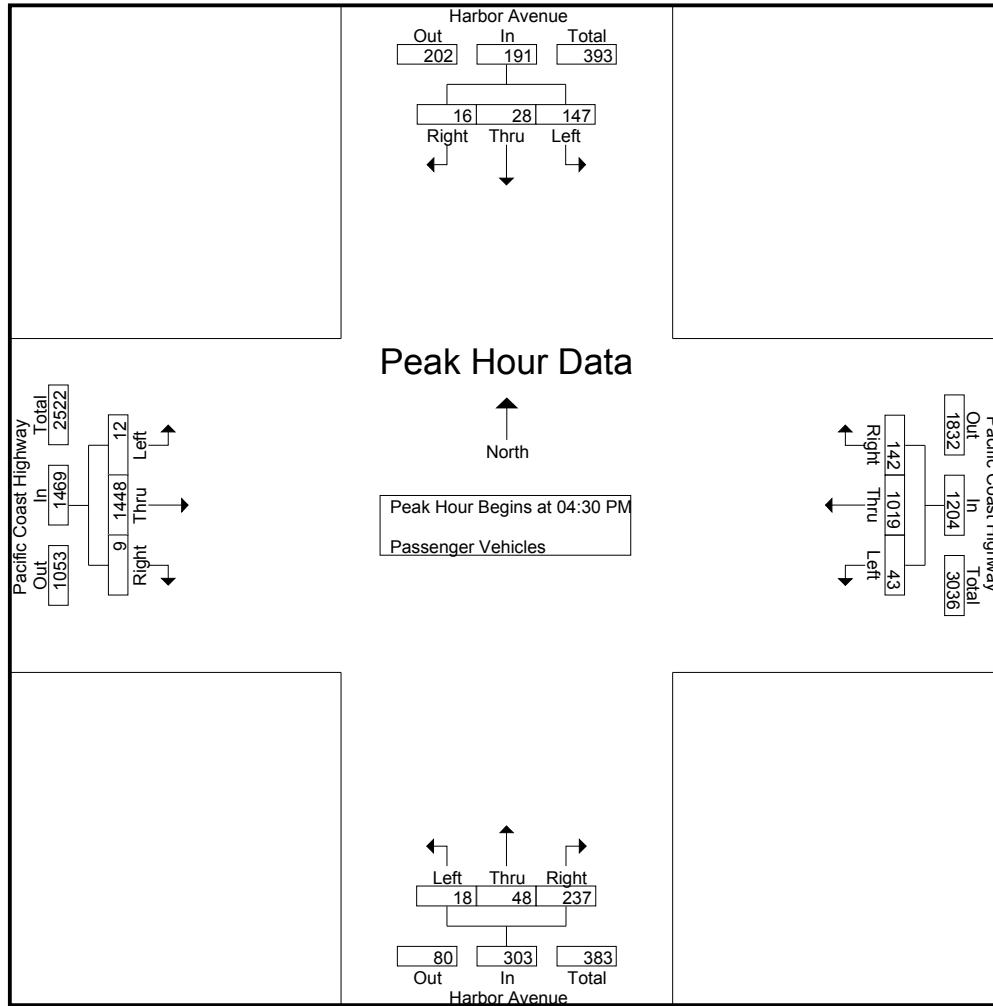 Harbor Avenue
Out In Total
202 191 393
16 28 147
Right Thru Left
Peak Hour Data
North
Peak Hour Begins at 04:30 PM
Passenger Vehicles
Pacific Coast Highway
Total In Out
2522 1469 1053
12 1448 9
Left Thru Right
Pacific Coast Highway
Out In Total
1832 1204 3036
142 1019 43
Right Thru Left
Left Thru Right
18 48 237
80 303 383
Out In Total
Harbor Avenue